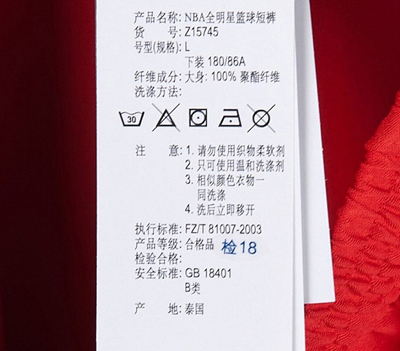 产品名称: NBA全明星篮球短裤
货 号: Z15745
号型(规格): L
下装 180/86A
纤维成分: 大身: 100% 聚酯纤维
洗涤方法:
30
注 意: 1. 请勿使用织物柔软剂
2. 只可使用温和洗涤剂
3. 相似颜色衣物一
同洗涤
4. 洗后立即移开
执行标准: FZ/T 81007-2003
产品等级: 合格品 检18
检验合格:
安全标准: GB 18401
B类
产 地: 泰国